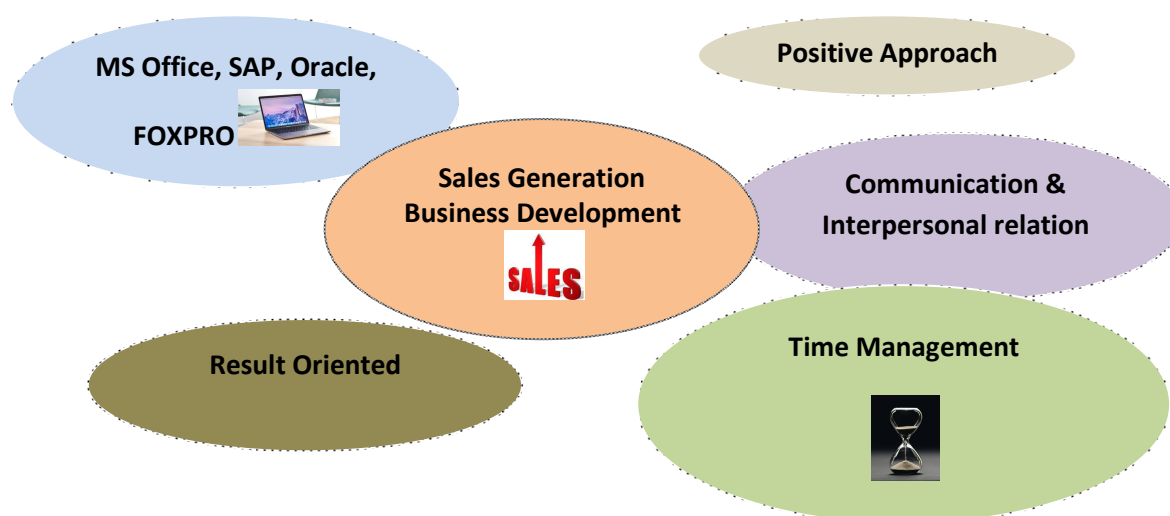 MS Office, SAP, Oracle,
FOXPRO
Positive Approach
Sales Generation
Business Development
SALES
Communication &
Interpersonal relation
Result Oriented
Time Management